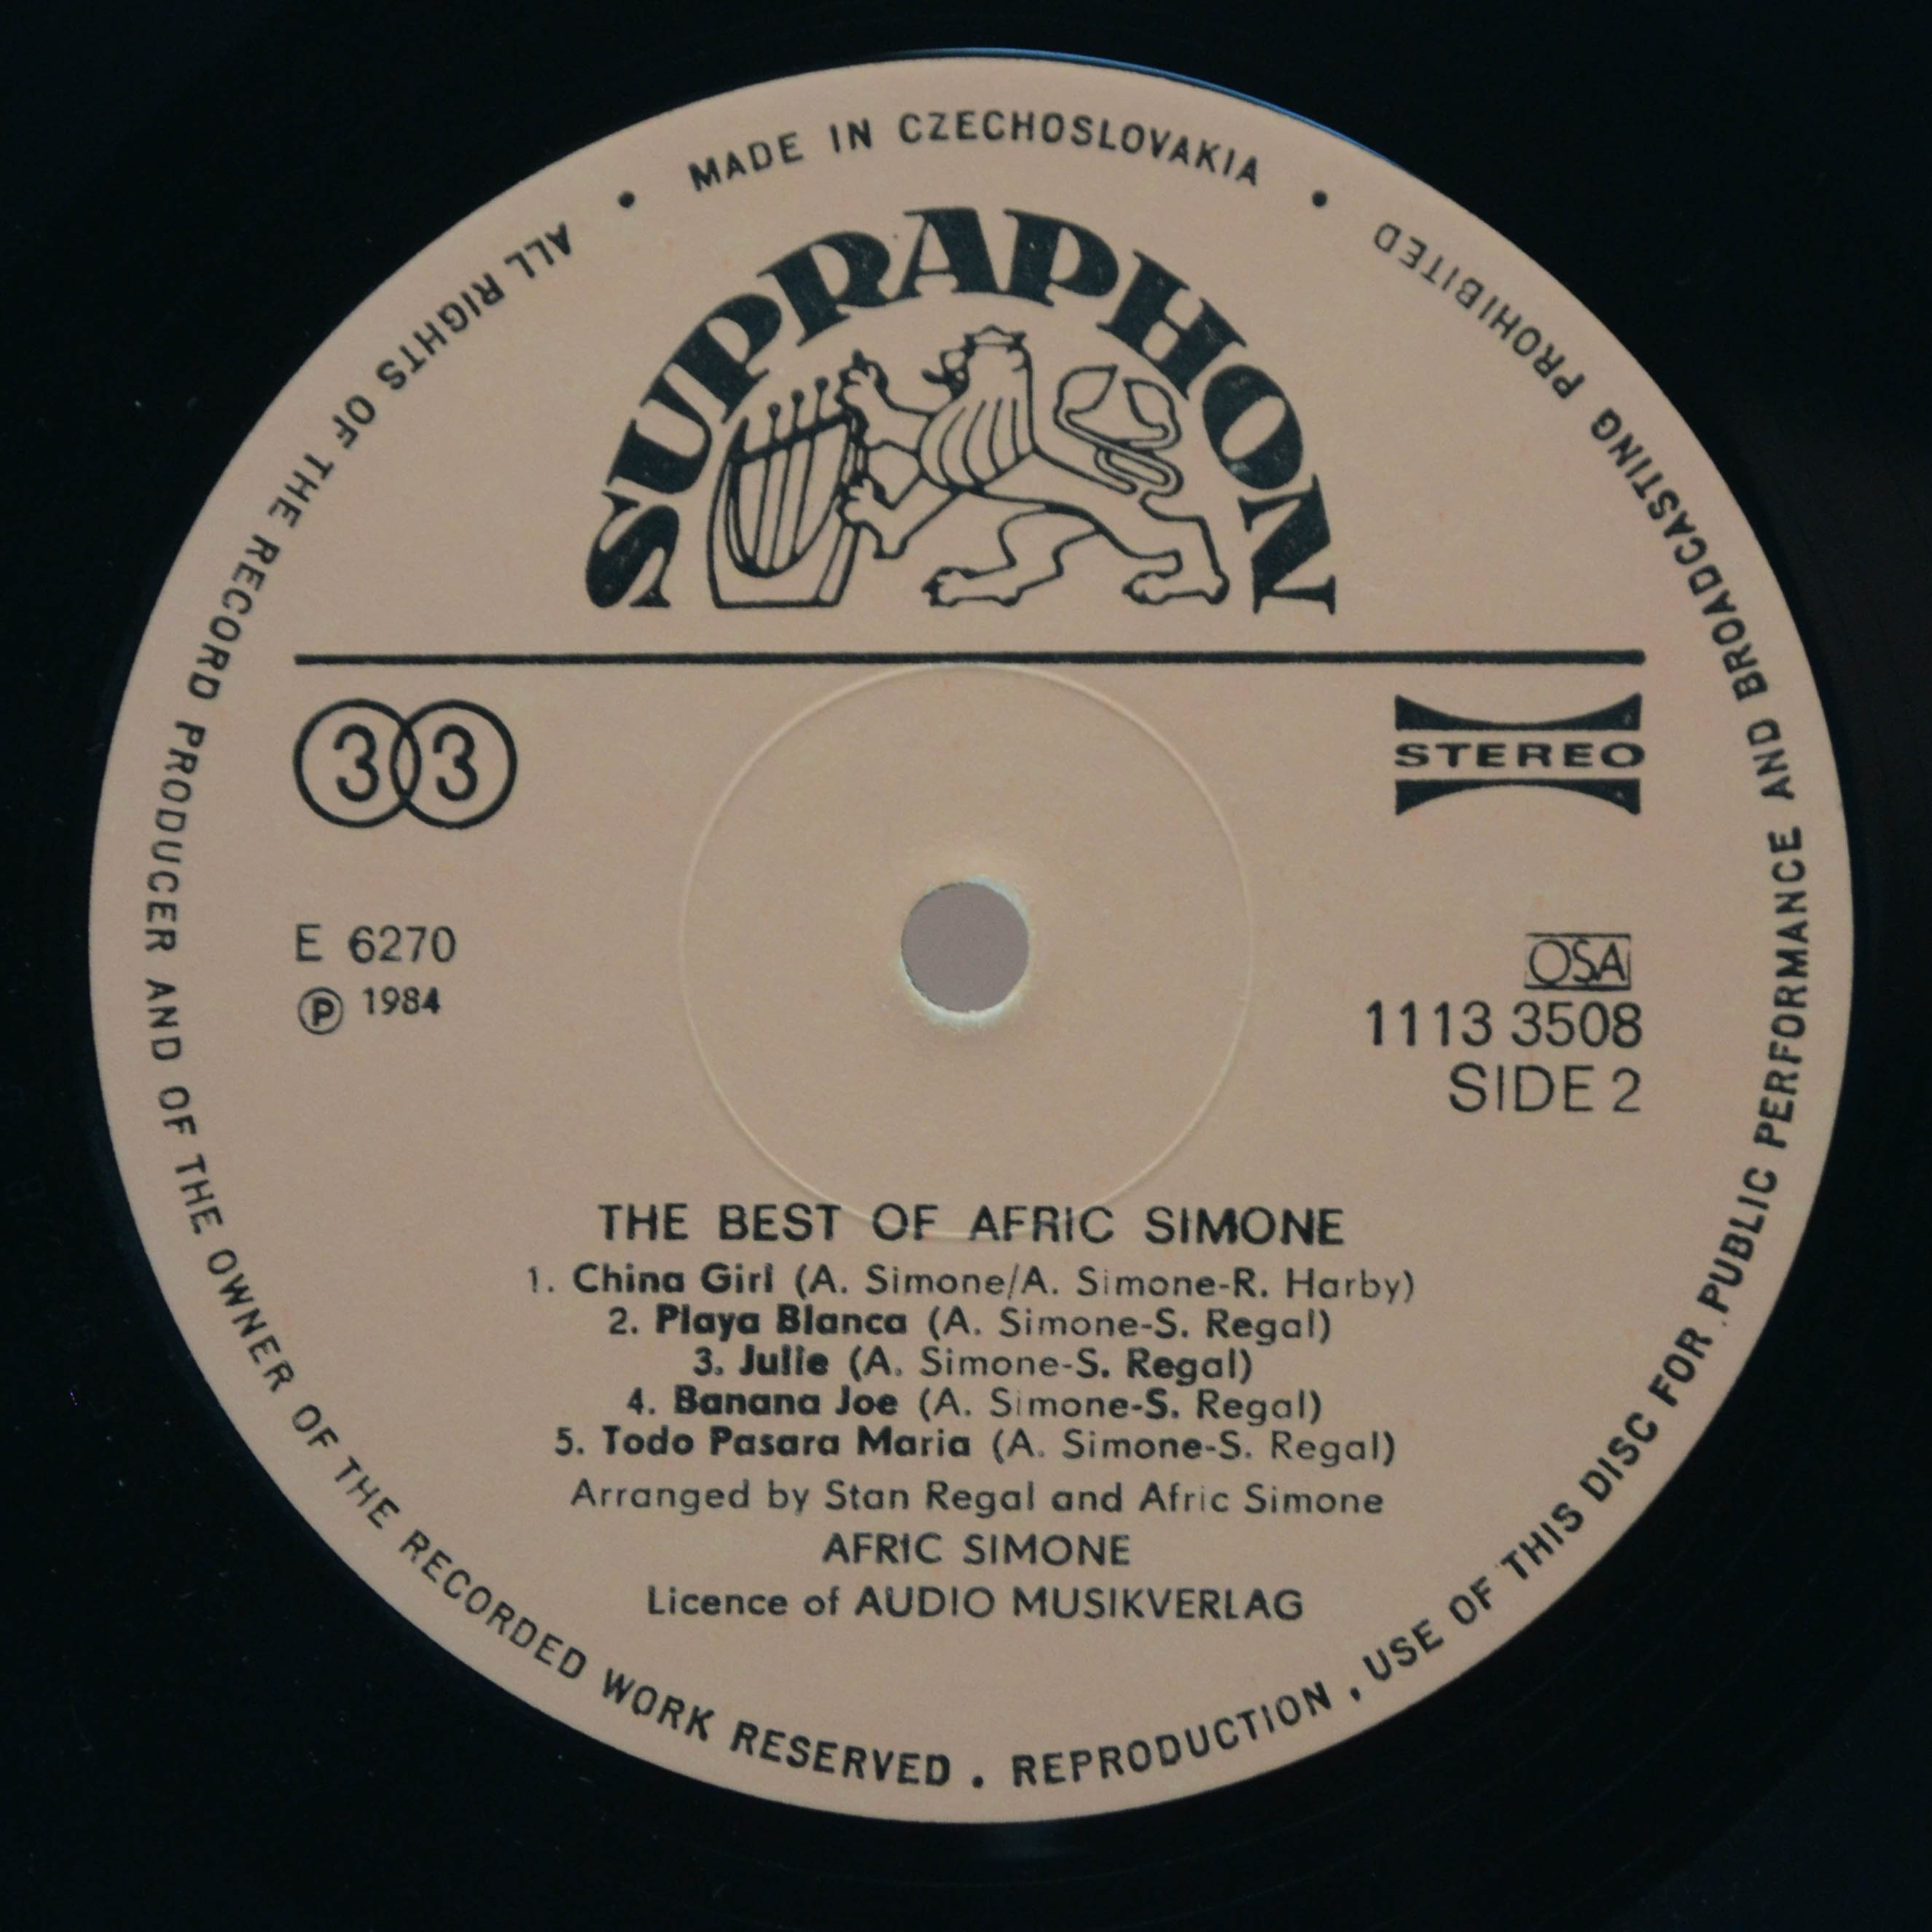 MADE IN CZECHOSLOVAKIA
ALL RIGHTS OF THE RECORD PRODUCER AND OF THE OWNER OF THE RECORDED WORK RESERVED . REPRODUCTION , USE OF THIS DISC FOR PUBLIC PERFORMANCE AND BROADCASTING PROHIBITED
SUPRAPHON
33
STEREO
E 6270
Ⓟ 1984
OSA
1113 3508
SIDE 2
THE BEST OF AFRIC SIMONE
1. China Girl (A. Simone/A. Simone-R. Harby)
2. Playa Blanca (A. Simone-S. Regal)
3. Julie (A. Simone-S. Regal)
4. Banana Joe (A. Simone-S. Regal)
5. Todo Pasara Maria (A. Simone-S. Regal)
Arranged by Stan Regal and Afric Simone
AFRIC SIMONE
Licence of AUDIO MUSIKVERLAG